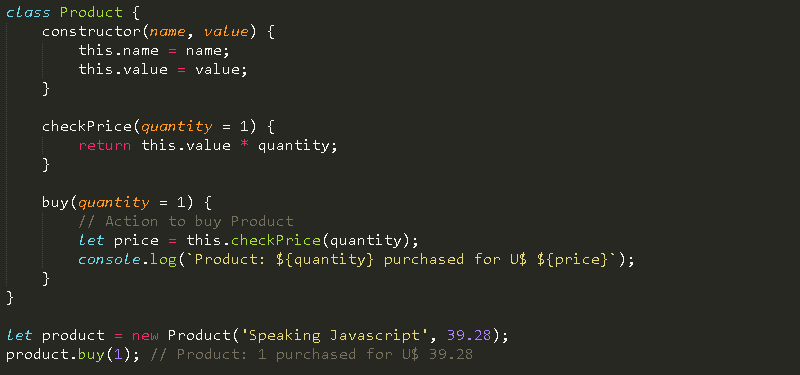 class Product {
    constructor(name, value) {
        this.name = name;
        this.value = value;
    }

    checkPrice(quantity = 1) {
        return this.value * quantity;
    }

    buy(quantity = 1) {
        // Action to buy Product
        let price = this.checkPrice(quantity);
        console.log(`Product: ${quantity} purchased for U$ ${price}`);
    }
}

let product = new Product('Speaking Javascript', 39.28);
product.buy(1); // Product: 1 purchased for U$ 39.28